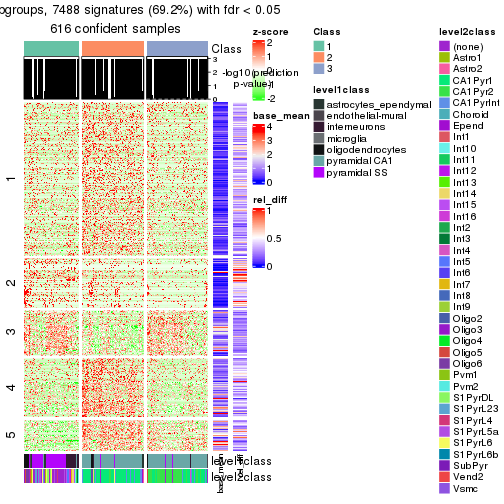 ogroups, 7488 signatures (69.2%) with fdr < 0.05
616 confident samples
Class
3
2
1
0
-log10(prediction
p-value)
1
2
3
4
5
level1class
level2class
base_mean
rel_diff
z-score
2
1
-2
base_mean
4
3
2
1
0
rel_diff
1
0.5
0
Class
1
2
3
level1class
astrocytes_ependymal
endothelial-mural
interneurons
microglia
oligodendrocytes
pyramidal CA1
pyramidal SS
level2class
(none)
Astro1
Astro2
CA1Pyr1
CA1Pyr2
CA1PyrInt
Choroid
Epend
Int1
Int10
Int11
Int12
Int13
Int14
Int15
Int16
Int2
Int3
Int4
Int5
Int6
Int7
Int8
Int9
Oligo2
Oligo3
Oligo4
Oligo5
Oligo6
Pvm1
Pvm2
S1PyrDL
S1PyrL23
S1PyrL4
S1PyrL5a
S1PyrL6
S1PyrL6b
SubPyr
Vend2
Vsmc